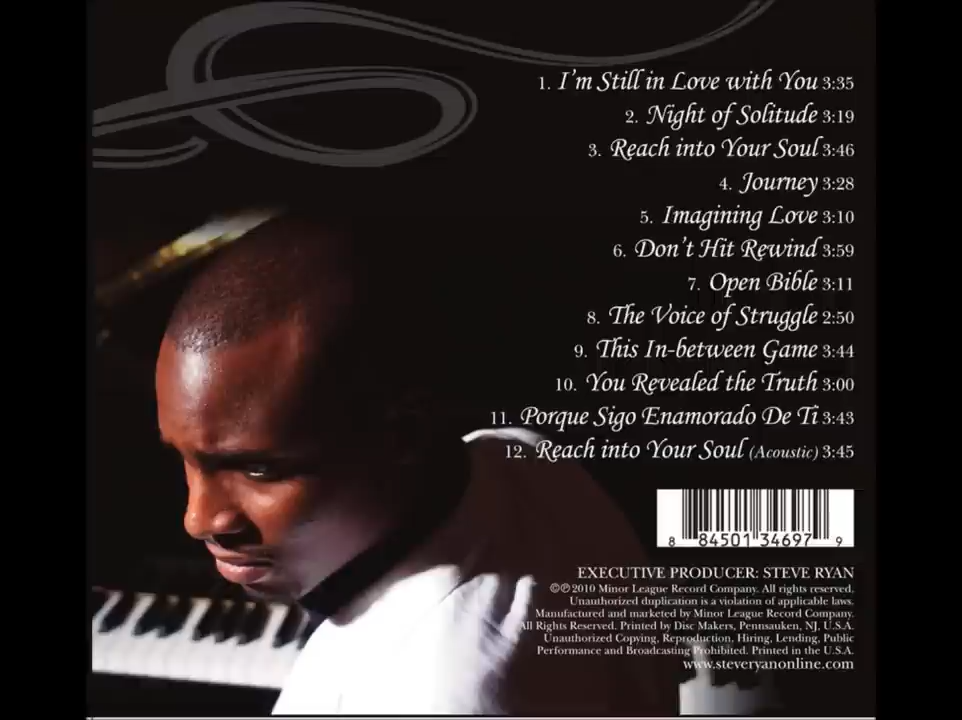 1. I'm Still in Love with You 3:35
2. Night of Solitude 3:19
3. Reach into Your Soul 3:46
4. Journey 3:28
5. Imagining Love 3:10
6. Don't Hit Rewind 3:59
7. Open Bible 3:11
8. The Voice of Struggle 2:50
9. This In-between Game 3:44
10. You Revealed the Truth 3:00
11. Porque Sigo Enamorado De Ti 3:43
12. Reach into Your Soul (Acoustic) 3:45
8 84501 34697 9
EXECUTIVE PRODUCER: STEVE RYAN
©℗ 2010 Minor League Record Company. All rights reserved.
Unauthorized duplication is a violation of applicable laws.
Manufactured and marketed by Minor League Record Company.
All Rights Reserved. Printed by Disc Makers, Pennsauken, NJ, U.S.A.
Unauthorized Copying, Reproduction, Hiring, Lending, Public
Performance and Broadcasting Prohibited. Printed in the U.S.A.
www.steveryanonline.com